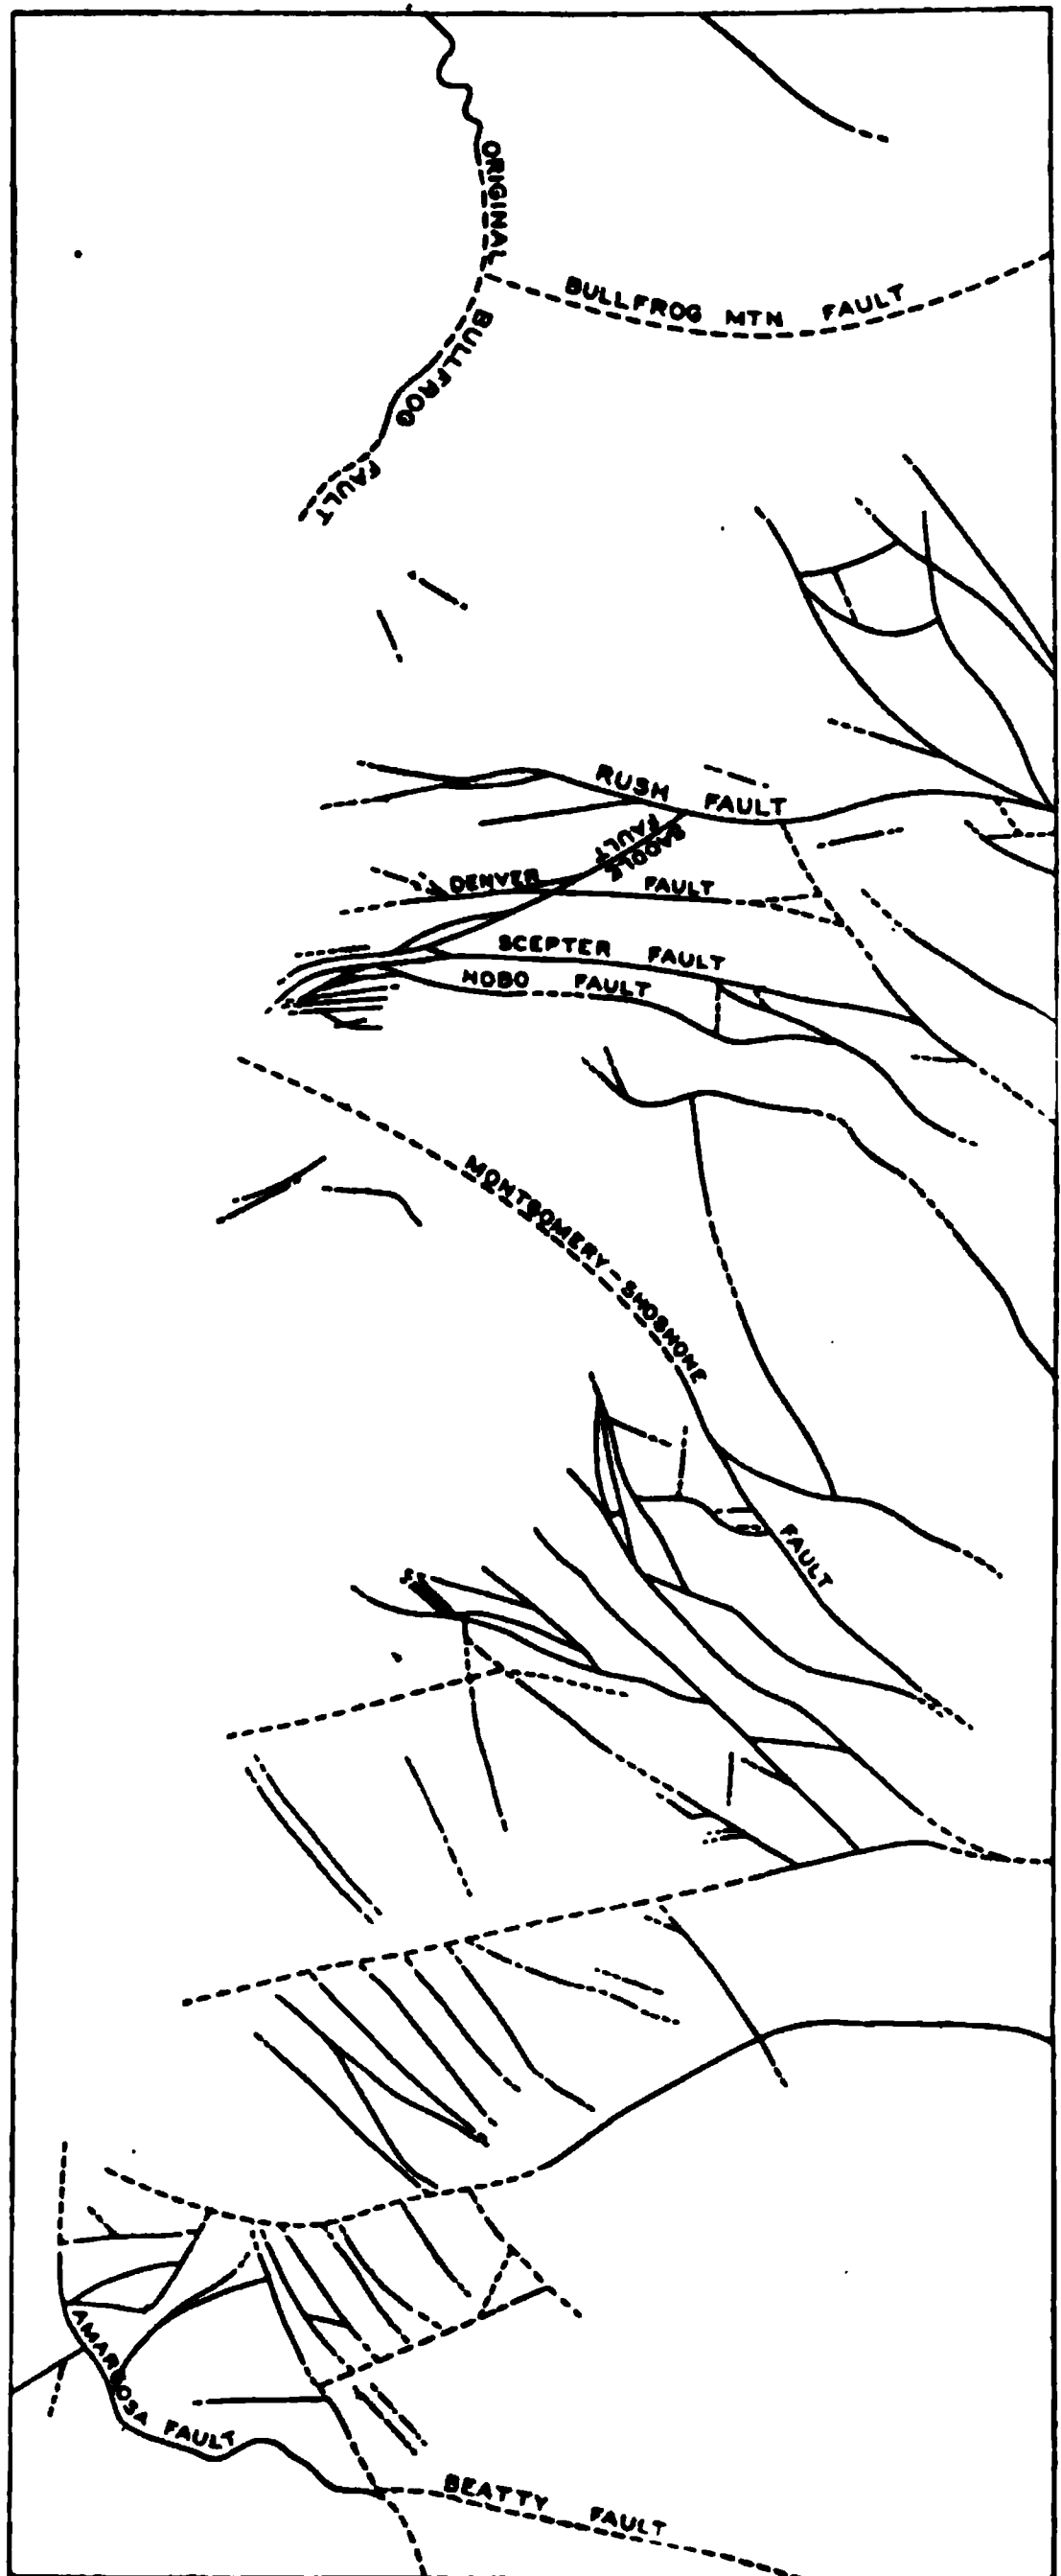 ORIGINAL BULLFROG FAULT
BULLFROG MTN FAULT
RUSH FAULT
SADDLE FAULT
DENVER FAULT
SCEPTER FAULT
HOBO FAULT
MONTGOMERY-SHOSHONE FAULT
AMARGOSA FAULT
BEATTY FAULT